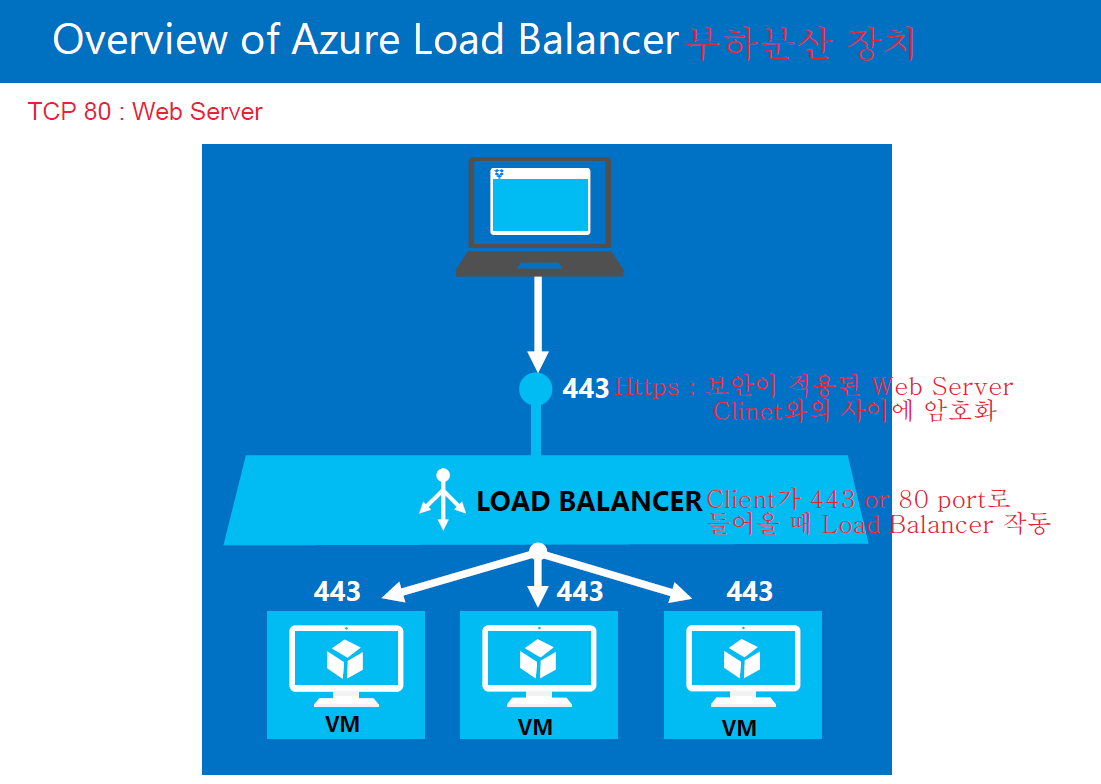 Overview of Azure Load Balancer 부하분산 장치
TCP 80 : Web Server
443 Https : 보안이 적용된 Web Server
Clinet와의 사이에 암호화
LOAD BALANCER Client가 443 or 80 port로
들어올 때 Load Balancer 작동
443 443 443
VM VM VM